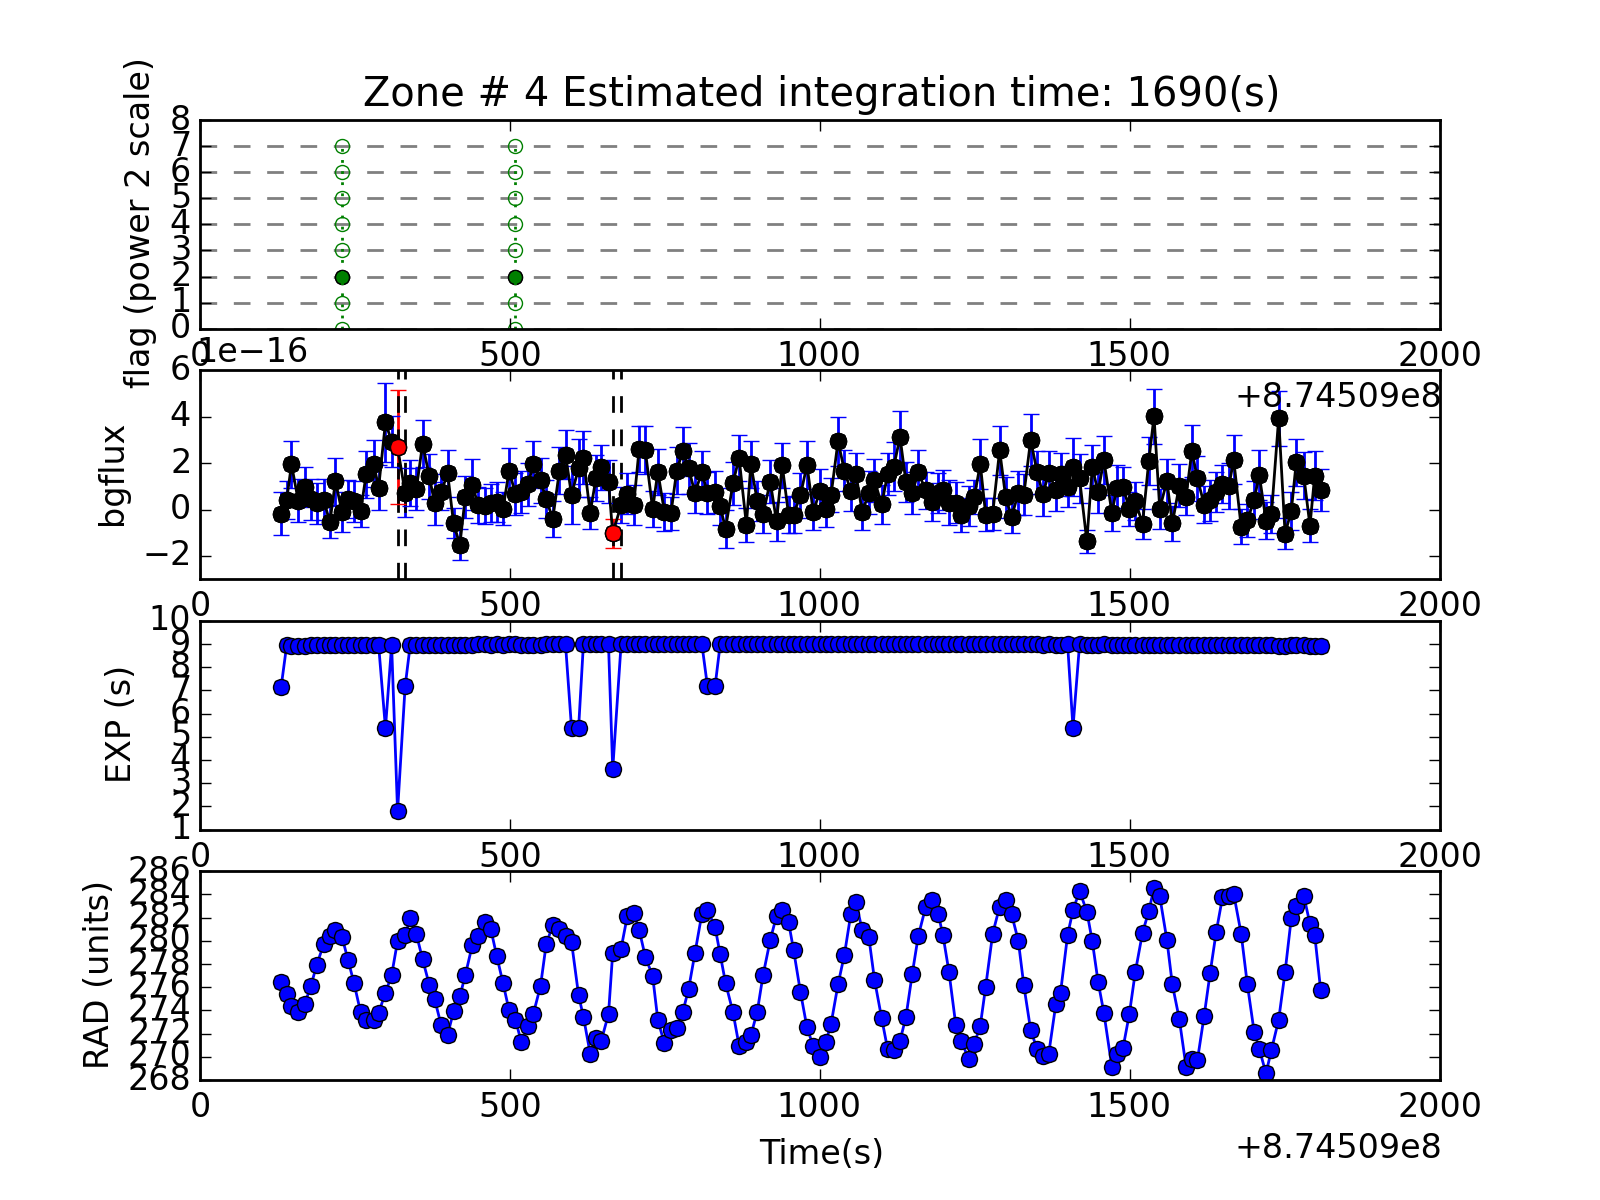 Zone # 4 Estimated integration time: 1690(s)
flag (power 2 scale)
8
7
6
5
4
3
2
1
0
0 500 1000 1500 2000
1e−16
+8.74509e8
bgflux
6
4
2
0
−2
0 500 1000 1500 2000
EXP (s)
10
9
8
7
6
5
4
3
2
1
0 500 1000 1500 2000
RAD (units)
286
284
282
280
278
276
274
272
270
268
0 500 1000 1500 2000
Time(s)
+8.74509e8